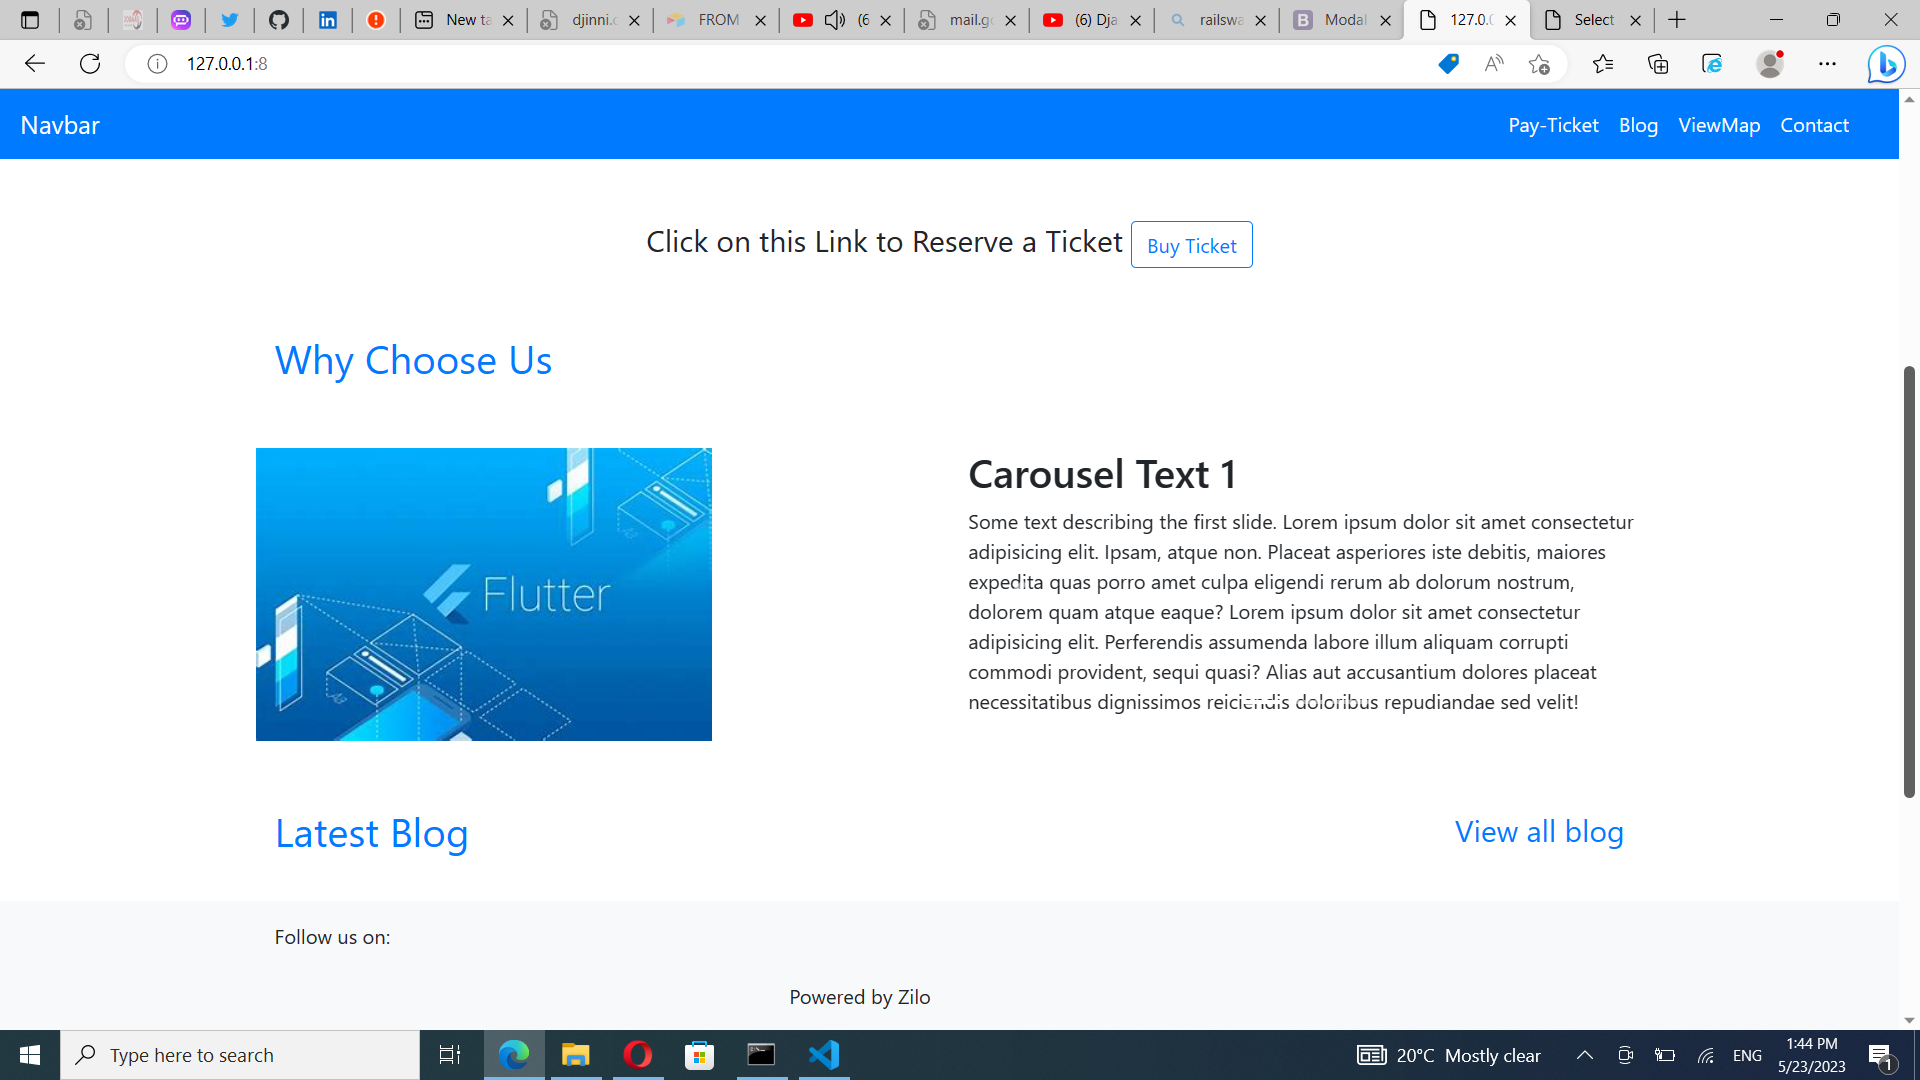 New ta
djinni.c
FROM
(6
mail.go
(6) Dja
railswa
Modal
127.0.0
Select
127.0.0.1:8
Navbar
Pay-Ticket
Blog
ViewMap
Contact
Click on this Link to Reserve a Ticket
Buy Ticket
Why Choose Us
Flutter
Carousel Text 1
Some text describing the first slide. Lorem ipsum dolor sit amet consectetur
adipisicing elit. Ipsam, atque non. Placeat asperiores iste debitis, maiores
expedita quas porro amet culpa eligendi rerum ab dolorum nostrum,
dolorem quam atque eaque? Lorem ipsum dolor sit amet consectetur
adipisicing elit. Perferendis assumenda labore illum aliquam corrupti
commodi provident, sequi quasi? Alias aut accusantium dolores placeat
necessitatibus dignissimos reiciendis doloribus repudiandae sed velit!
Latest Blog
View all blog
Follow us on:
Powered by Zilo
Type here to search
20°C Mostly clear
ENG
1:44 PM
5/23/2023
1